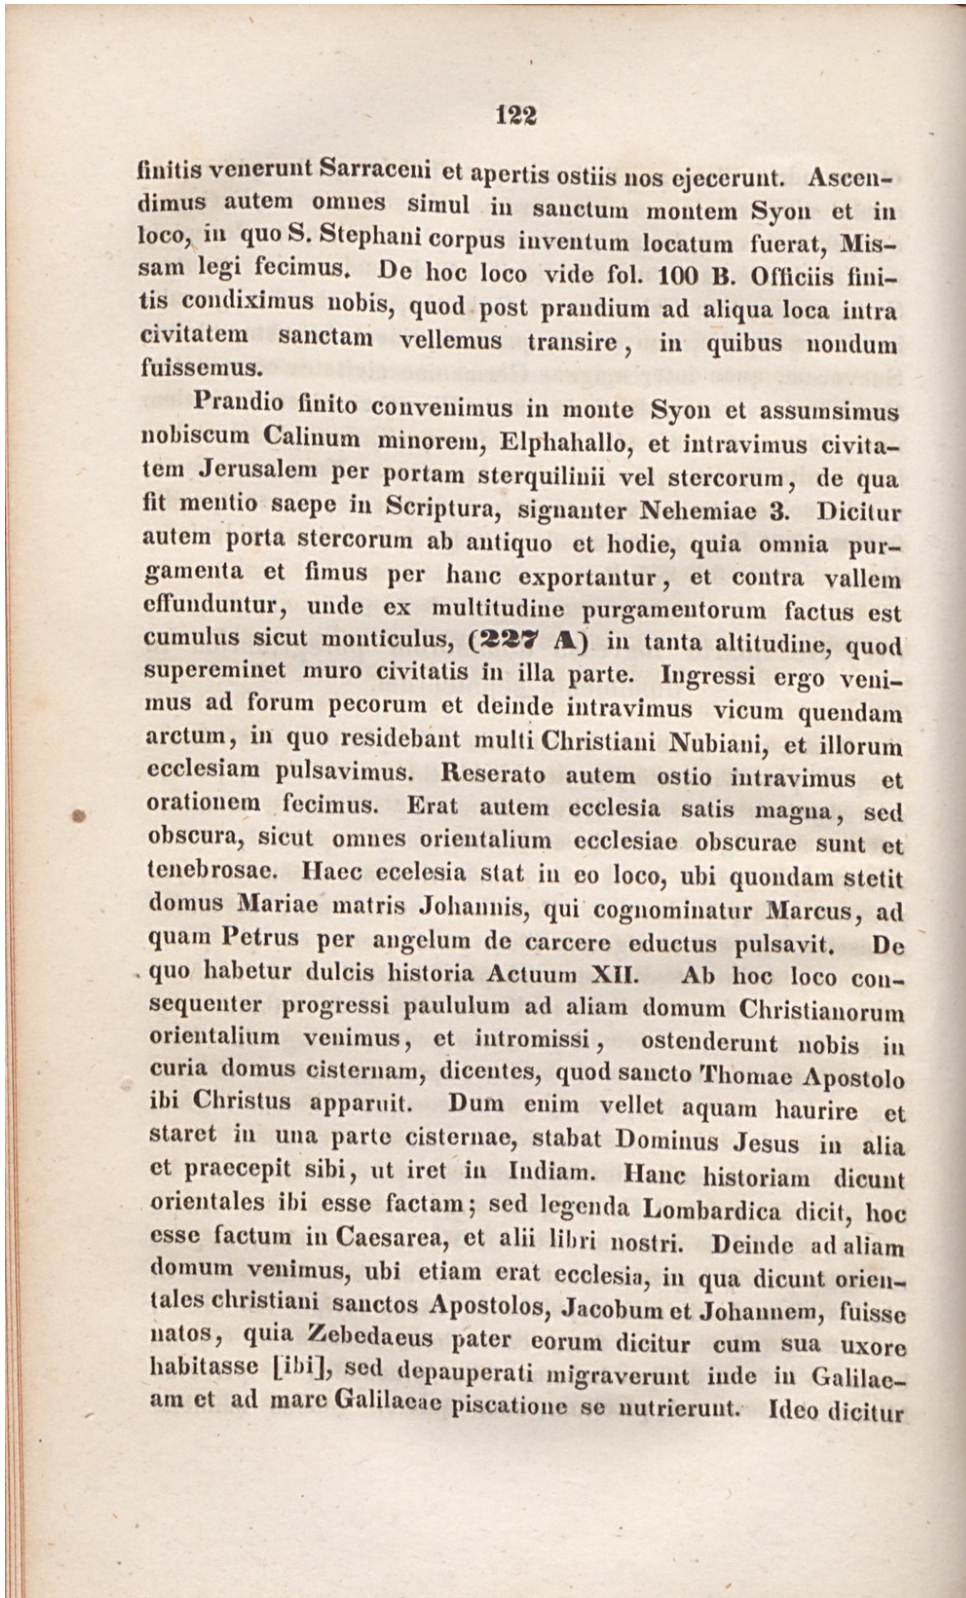 122
finitis venerunt Sarraceni et apertis ostiis nos ejecerunt. Ascen-
dimus autem omnes simul in sanctum montem Syon et in
loco, in quo S. Stephani corpus inventum locatum fuerat, Mis-
sam legi fecimus. De hoc loco vide fol. 100 B. Officiis fini-
tis condiximus nobis, quod post prandium ad aliqua loca intra
civitatem sanctam vellemus transire, in quibus nondum
fuissemus.
Prandio finito convenimus in monte Syon et assumsimus
nobiscum Calinum minorem, Elphahallo, et intravimus civita-
tem Jerusalem per portam sterquilinii vel stercorum, de qua
fit mentio saepe in Scriptura, signanter Nehemiae 3. Dicitur
autem porta stercorum ab antiquo et hodie, quia omnia pur-
gamenta et fimus per hanc exportantur, et contra vallem
effunduntur, unde ex multitudine purgamentorum factus est
cumulus sicut monticulus, (227 A) in tanta altitudine, quod
supereminet muro civitatis in illa parte. Ingressi ergo veni-
mus ad forum pecorum et deinde intravimus vicum quendam
arctum, in quo residebant multi Christiani Nubiani, et illorum
ecclesiam pulsavimus. Reserato autem ostio intravimus et
orationem fecimus. Erat autem ecclesia satis magna, sed
obscura, sicut omnes orientalium ecclesiae obscurae sunt et
tenebrosae. Haec ecelesia stat in eo loco, ubi quondam stetit
domus Mariae matris Johannis, qui cognominatur Marcus, ad
quam Petrus per angelum de carcere eductus pulsavit. De
quo habetur dulcis historia Actuum XII. Ab hoc loco con-
sequenter progressi paululum ad aliam domum Christianorum
orientalium venimus, et intromissi, ostenderunt nobis in
curia domus cisternam, dicentes, quod sancto Thomae Apostolo
ibi Christus apparuit. Dum enim vellet aquam haurire et
staret in una parte cisternae, stabat Dominus Jesus in alia
et praecepit sibi, ut iret in Indiam. Hanc historiam dicunt
orientales ibi esse factam; sed legenda Lombardica dicit, hoc
esse factum in Caesarea, et alii libri nostri. Deinde ad aliam
domum venimus, ubi etiam erat ecclesia, in qua dicunt orien-
tales christiani sanctos Apostolos, Jacobum et Johannem, fuisse
natos, quia Zebedaeus pater eorum dicitur cum sua uxore
habitasse [ibi], sed depauperati migraverunt inde in Galilae-
am et ad mare Galilaeae piscatione se nutrierunt. Ideo dicitur